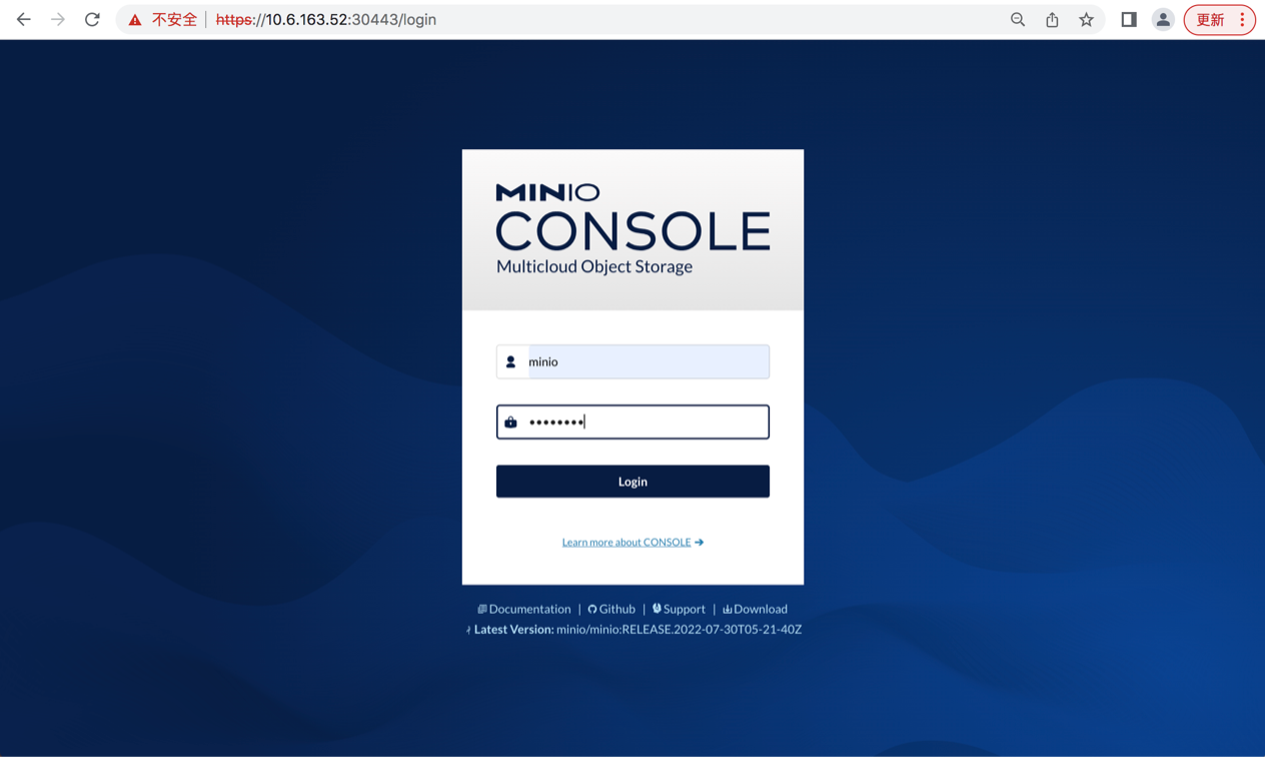 不安全 https://10.6.163.52:30443/login 更新
MINIO
CONSOLE
Multicloud Object Storage
minio
••••••••
Login
Learn more about CONSOLE ➔
Documentation | Github | Support | Download
Latest Version: minio/minio:RELEASE.2022-07-30T05-21-40Z